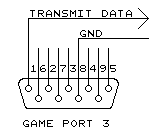 TRANSMIT DATA
GND
1 6 2 7 3 8 4 9 5
GAME PORT 3